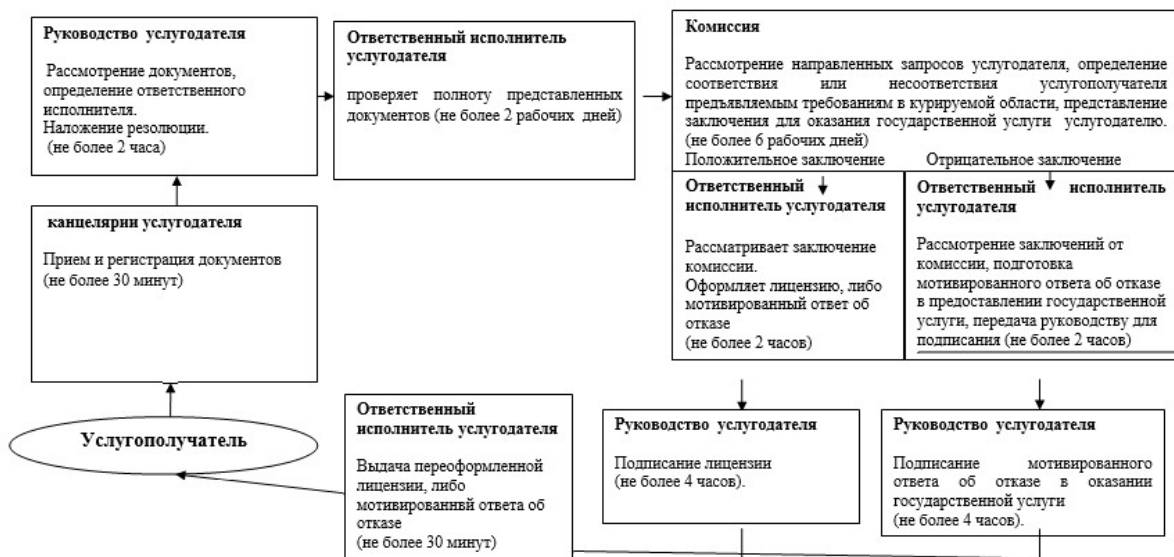 Руководство услугодателя
Рассмотрение документов,
определение ответственного
исполнителя.
Наложение резолюции.
(не более 2 часа)
Ответственный исполнитель
услугодателя
проверяет полноту представленных
документов (не более 2 рабочих дней)
Комиссия
Рассмотрение направленных запросов услугодателя, определение
соответствия или несоответствия услугополучателя
предъявляемым требованиям в курируемой области, представление
заключения для оказания государственной услуги услугодателю.
(не более 6 рабочих дней)
Положительное заключение Отрицательное заключение
канцелярии услугодателя
Прием и регистрация документов
(не более 30 минут)
Ответственный
исполнитель услугодателя
Рассматривает заключение
комиссии.
Оформляет лицензию, либо
мотивированный ответ об
отказе
(не более 2 часов)
Ответственный исполнитель
услугодателя
Рассмотрение заключений от
комиссии, подготовка
мотивированного ответа об отказе
в предоставлении государственной
услуги, передача руководству для
подписания (не более 2 часов)
Услугополучатель
Ответственный
исполнитель услугодателя
Выдача переоформленной
лицензии, либо
мотивированнвй ответа об
отказе
(не более 30 минут)
Руководство услугодателя
Подписание лицензии
(не более 4 часов).
Руководство услугодателя
Подписание мотивированного
ответа об отказе в оказании
государственной услуги
(не более 4 часов).